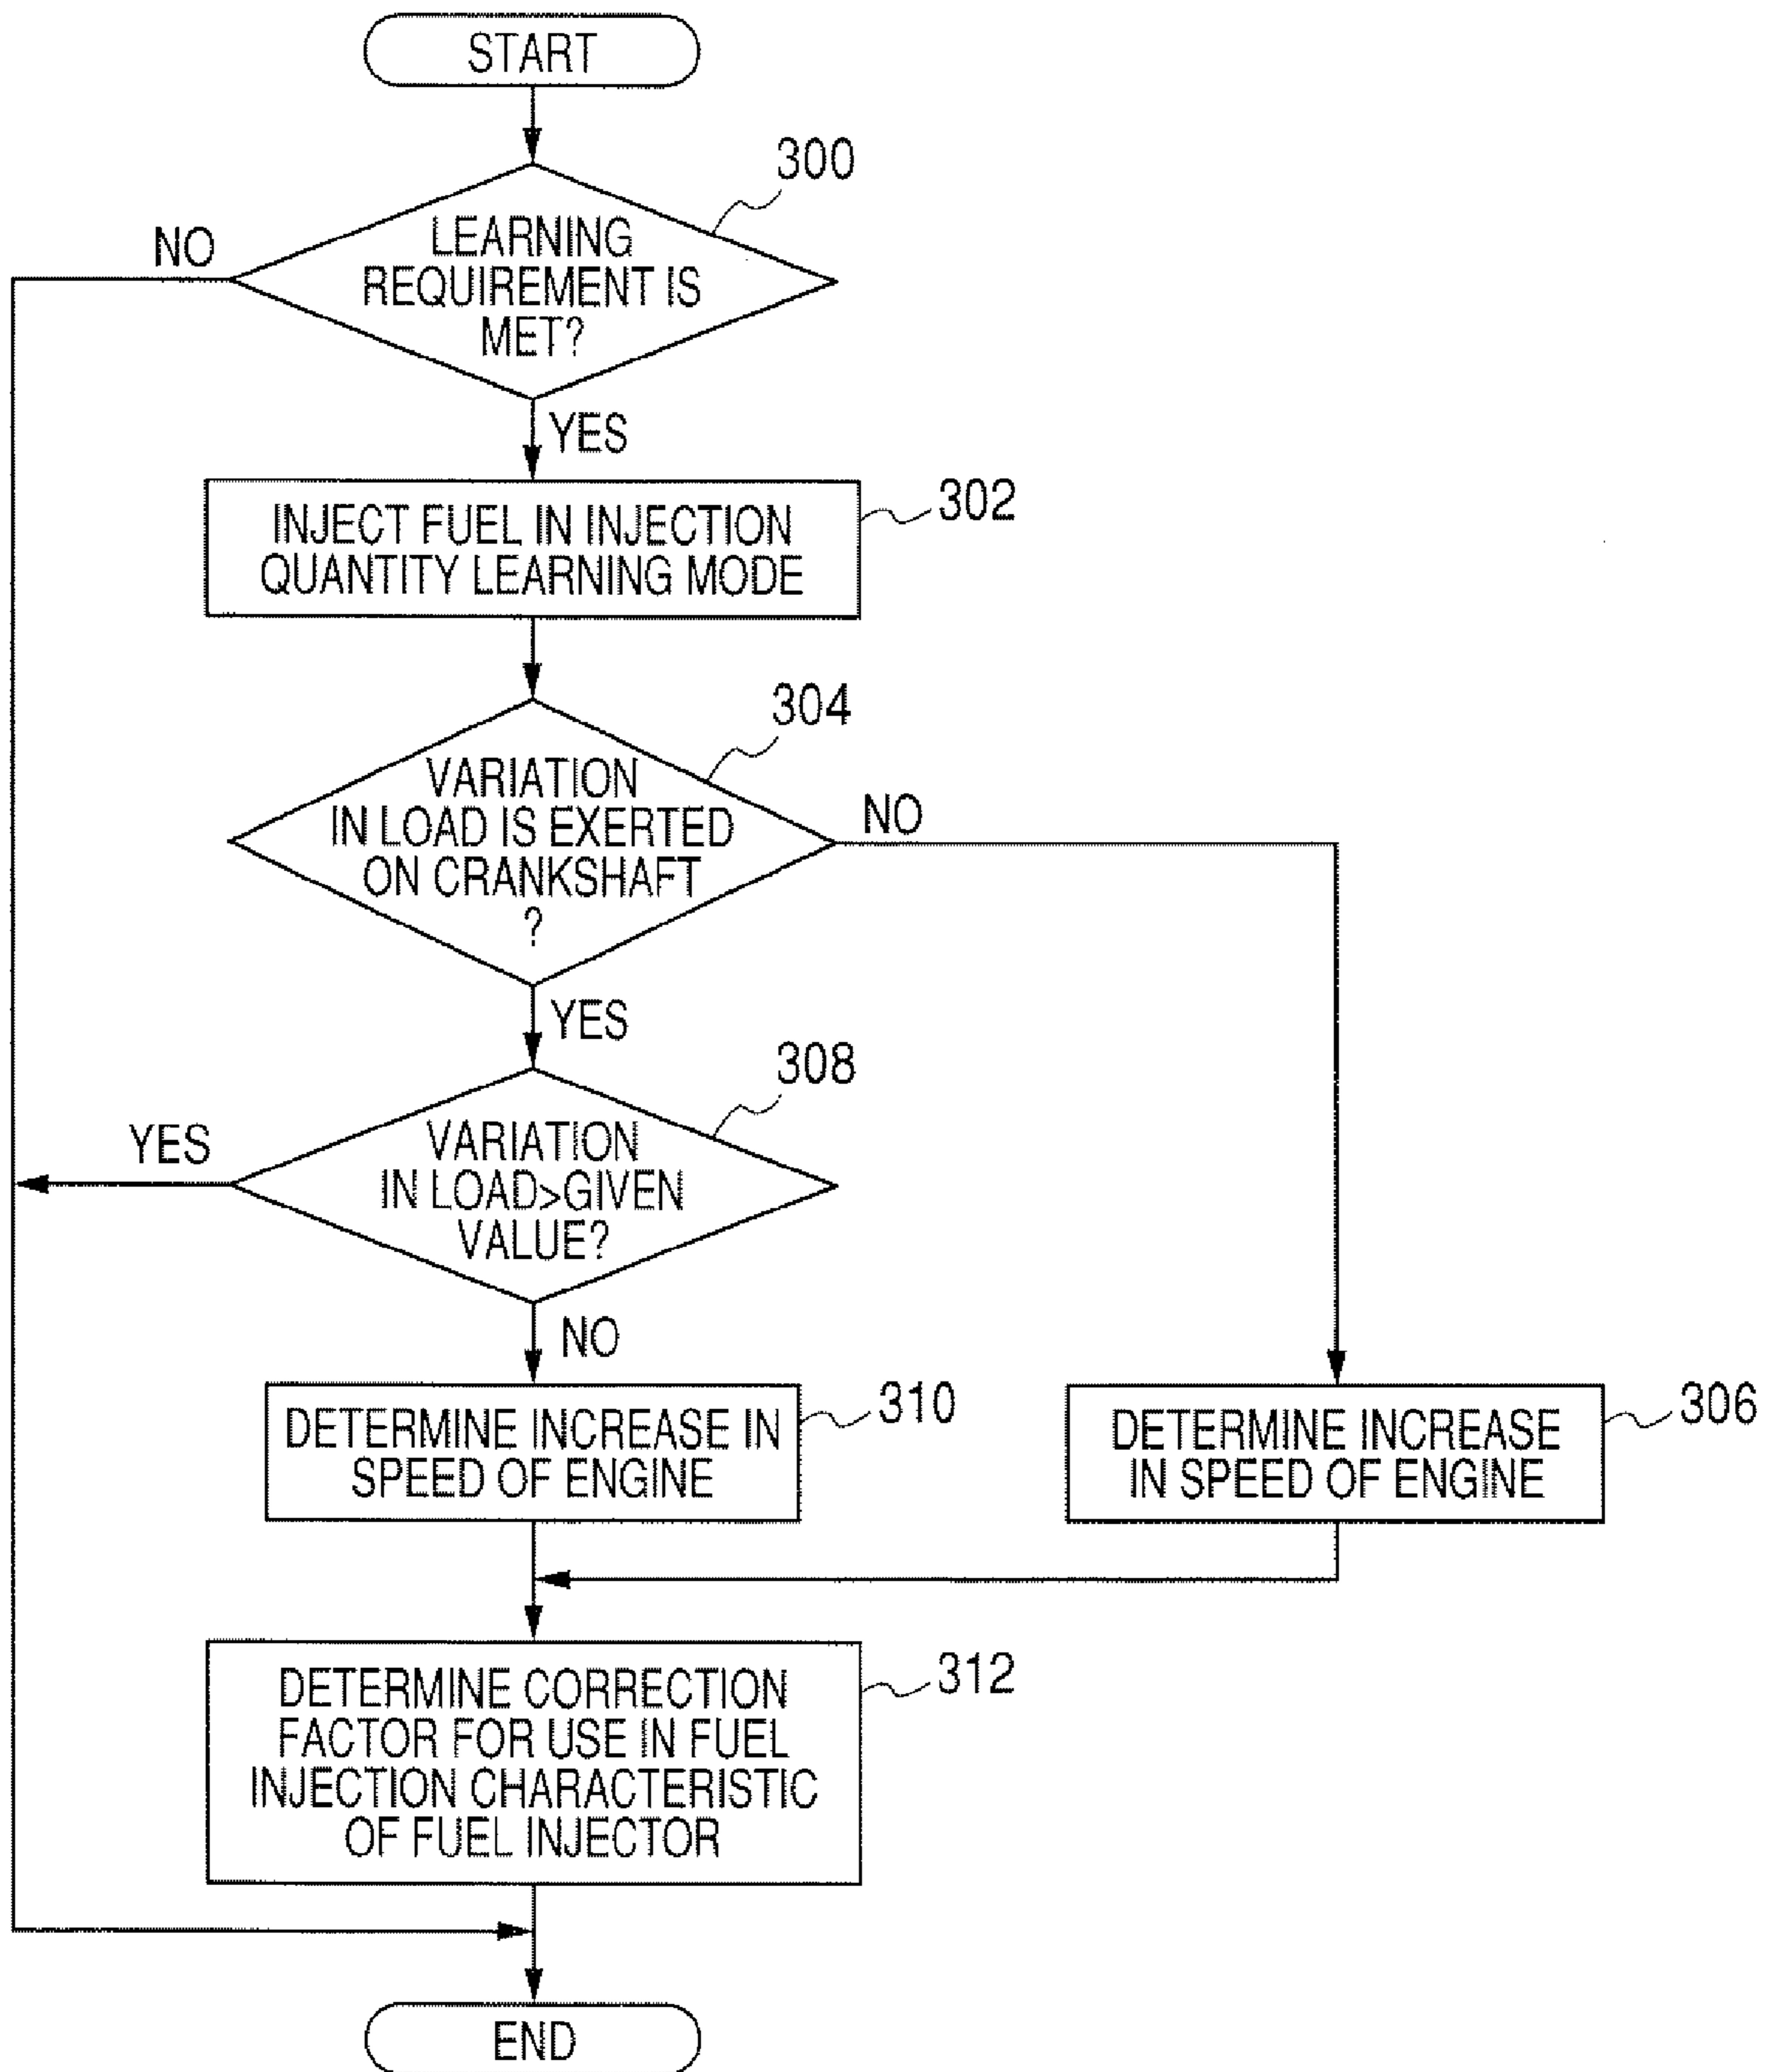 START
300
NO
LEARNING
REQUIREMENT IS
MET?
YES
302
INJECT FUEL IN INJECTION
QUANTITY LEARNING MODE
304
VARIATION
IN LOAD IS EXERTED
ON CRANKSHAFT
?
NO
YES
308
YES
VARIATION
IN LOAD>GIVEN
VALUE?
NO
310
DETERMINE INCREASE IN
SPEED OF ENGINE
306
DETERMINE INCREASE
IN SPEED OF ENGINE
312
DETERMINE CORRECTION
FACTOR FOR USE IN FUEL
INJECTION CHARACTERISTIC
OF FUEL INJECTOR
END